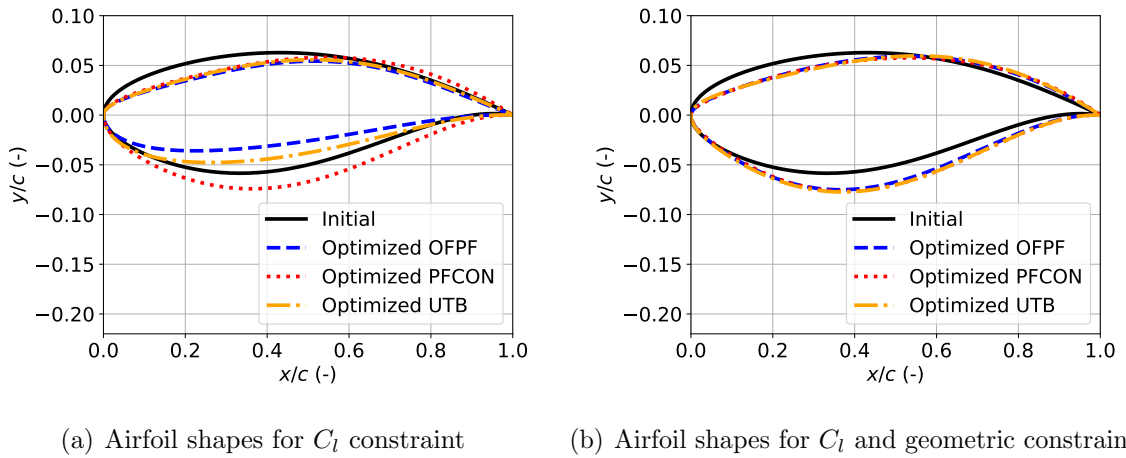 0.10
0.05
0.00
−0.05
−0.10
−0.15
−0.20
y/c (-)
Initial
Optimized OFPF
Optimized PFCON
Optimized UTB
0.0 0.2 0.4 0.6 0.8 1.0
x/c (-)
(a) Airfoil shapes for Cl constraint
0.10
0.05
0.00
−0.05
−0.10
−0.15
−0.20
y/c (-)
Initial
Optimized OFPF
Optimized PFCON
Optimized UTB
0.0 0.2 0.4 0.6 0.8 1.0
x/c (-)
(b) Airfoil shapes for Cl and geometric constrain